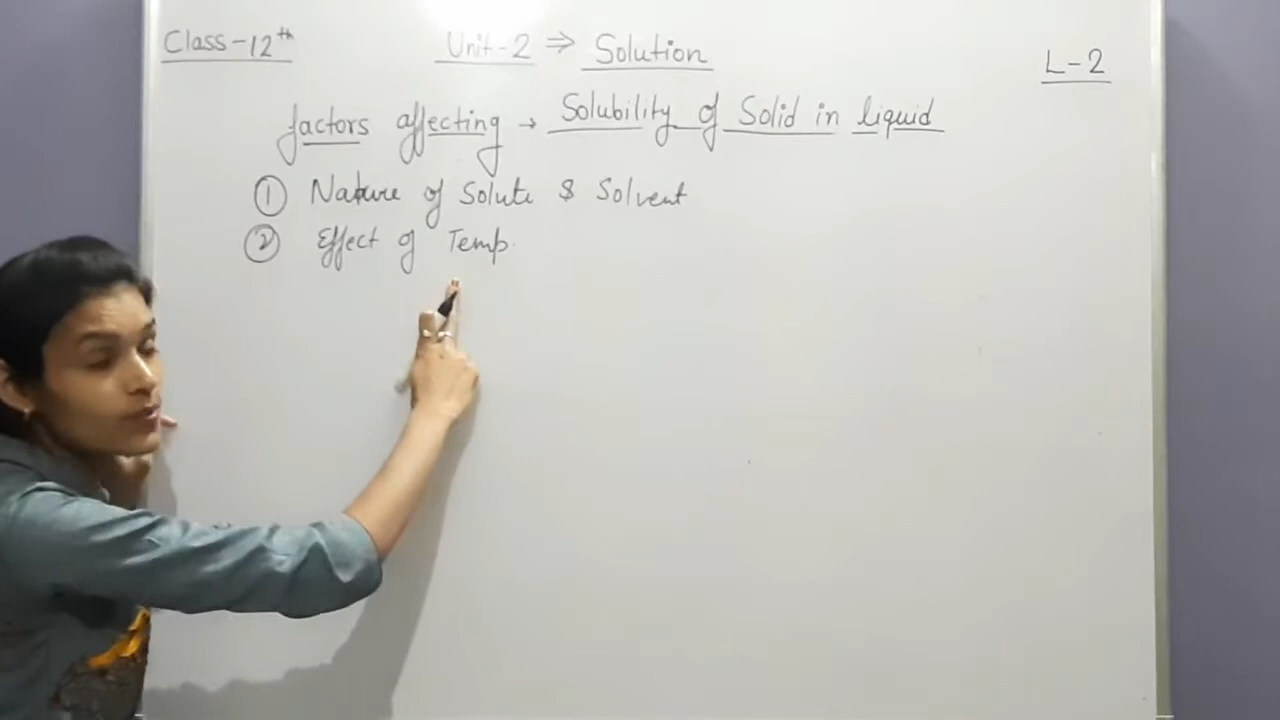 Class-12th
Unit-2 ⇒ Solution
L-2
factors affecting → Solubility of Solid in liquid
① Nature of Solute & Solvent
② Effect of Temp.